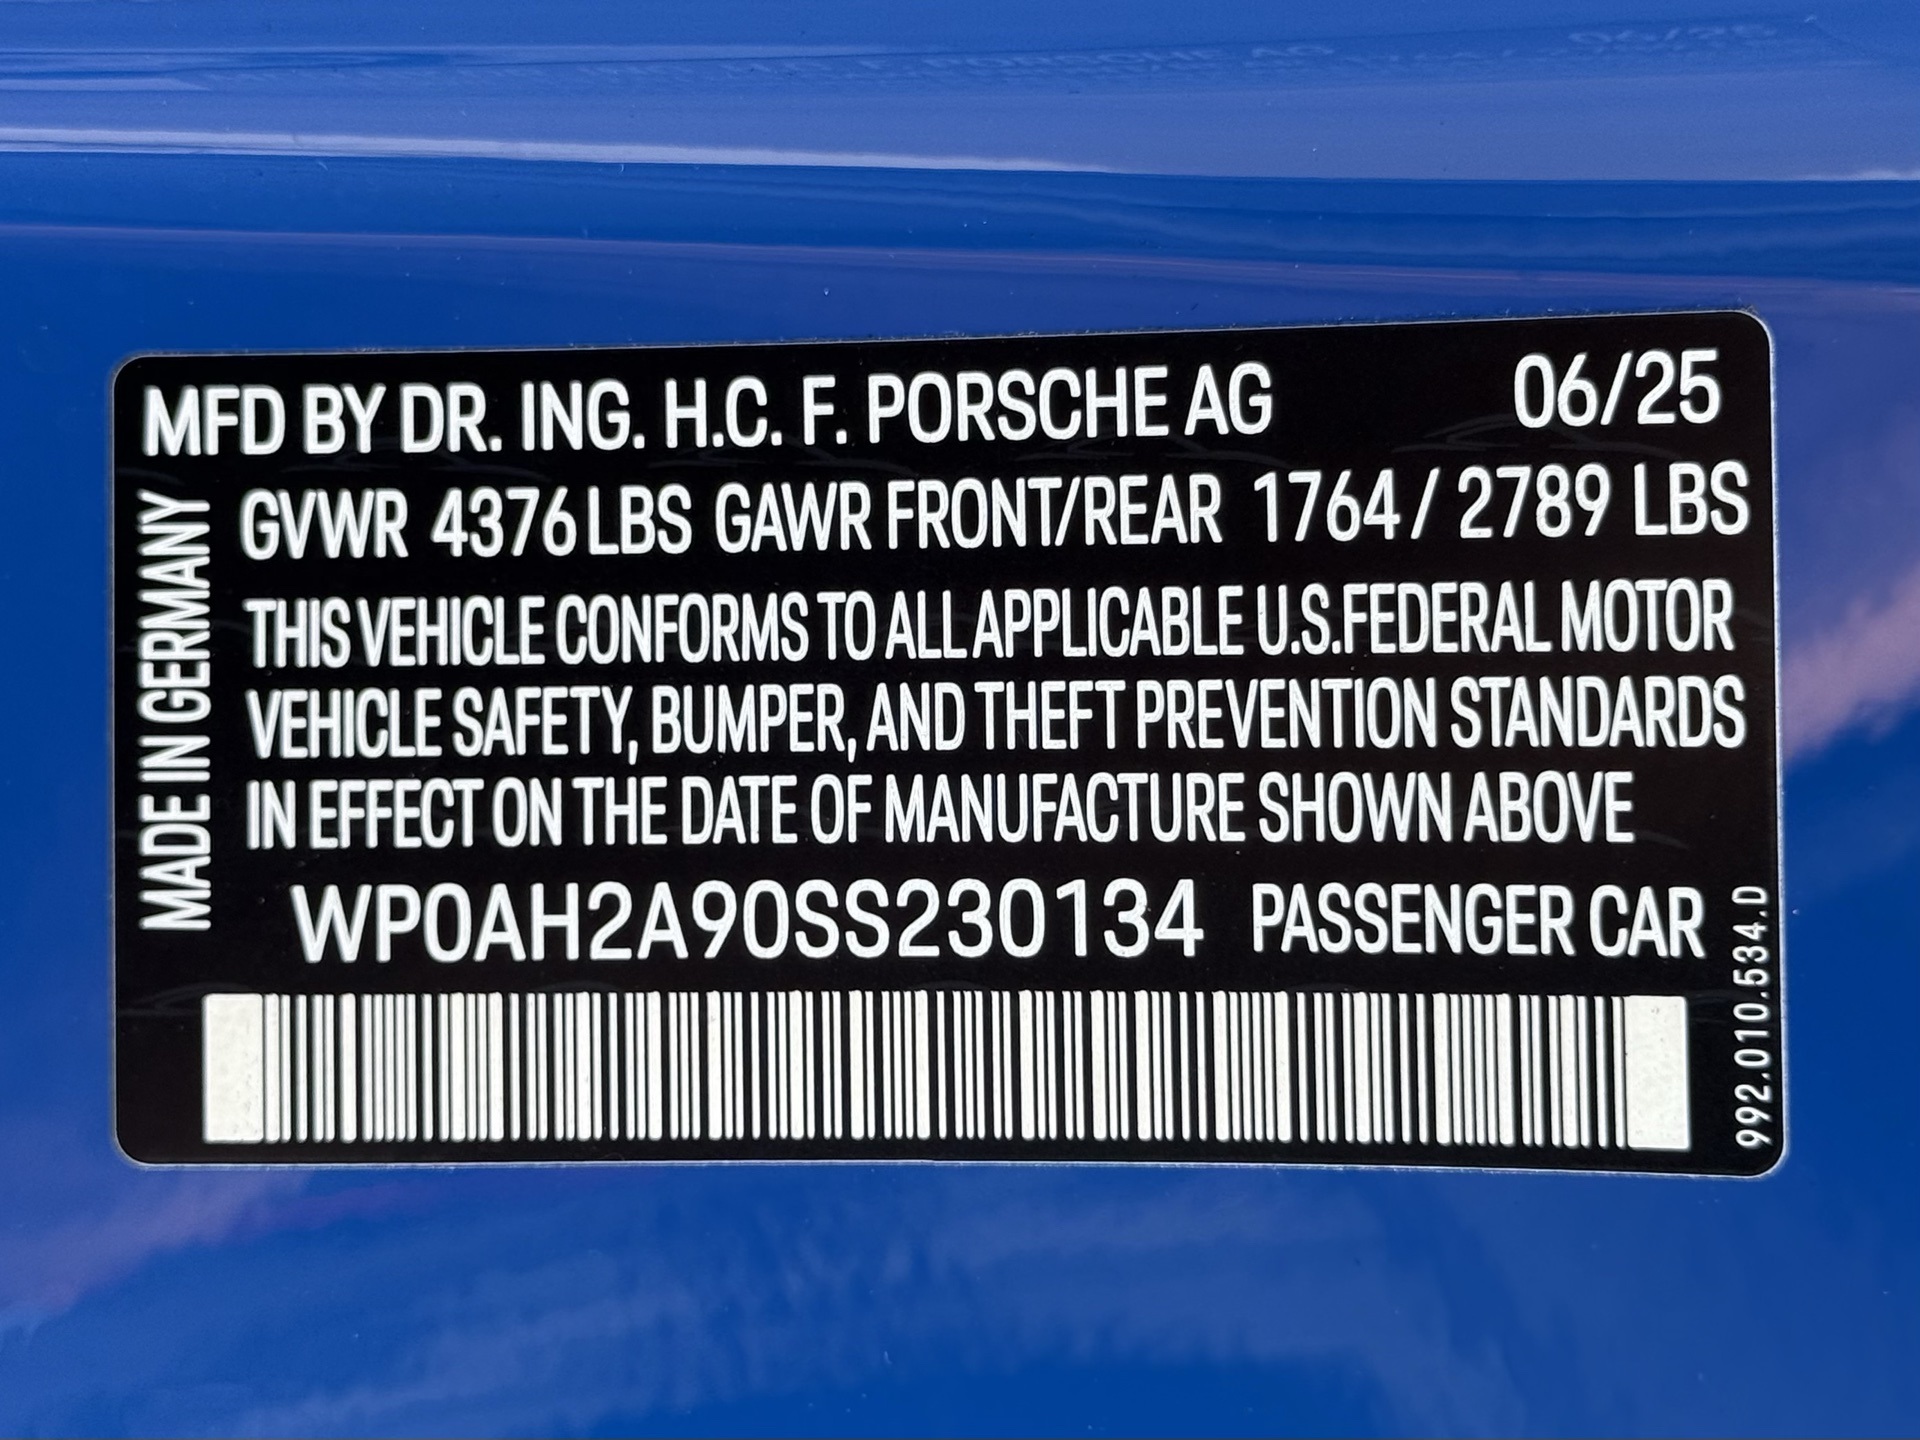 MFD BY DR. ING. H.C. F. PORSCHE AG 06/25
GVWR 4376 LBS GAWR FRONT/REAR 1764 / 2789 LBS
THIS VEHICLE CONFORMS TO ALL APPLICABLE U.S.FEDERAL MOTOR
VEHICLE SAFETY, BUMPER, AND THEFT PREVENTION STANDARDS
IN EFFECT ON THE DATE OF MANUFACTURE SHOWN ABOVE
WP0AH2A90SS230134 PASSENGER CAR
MADE IN GERMANY
992.010.534.D